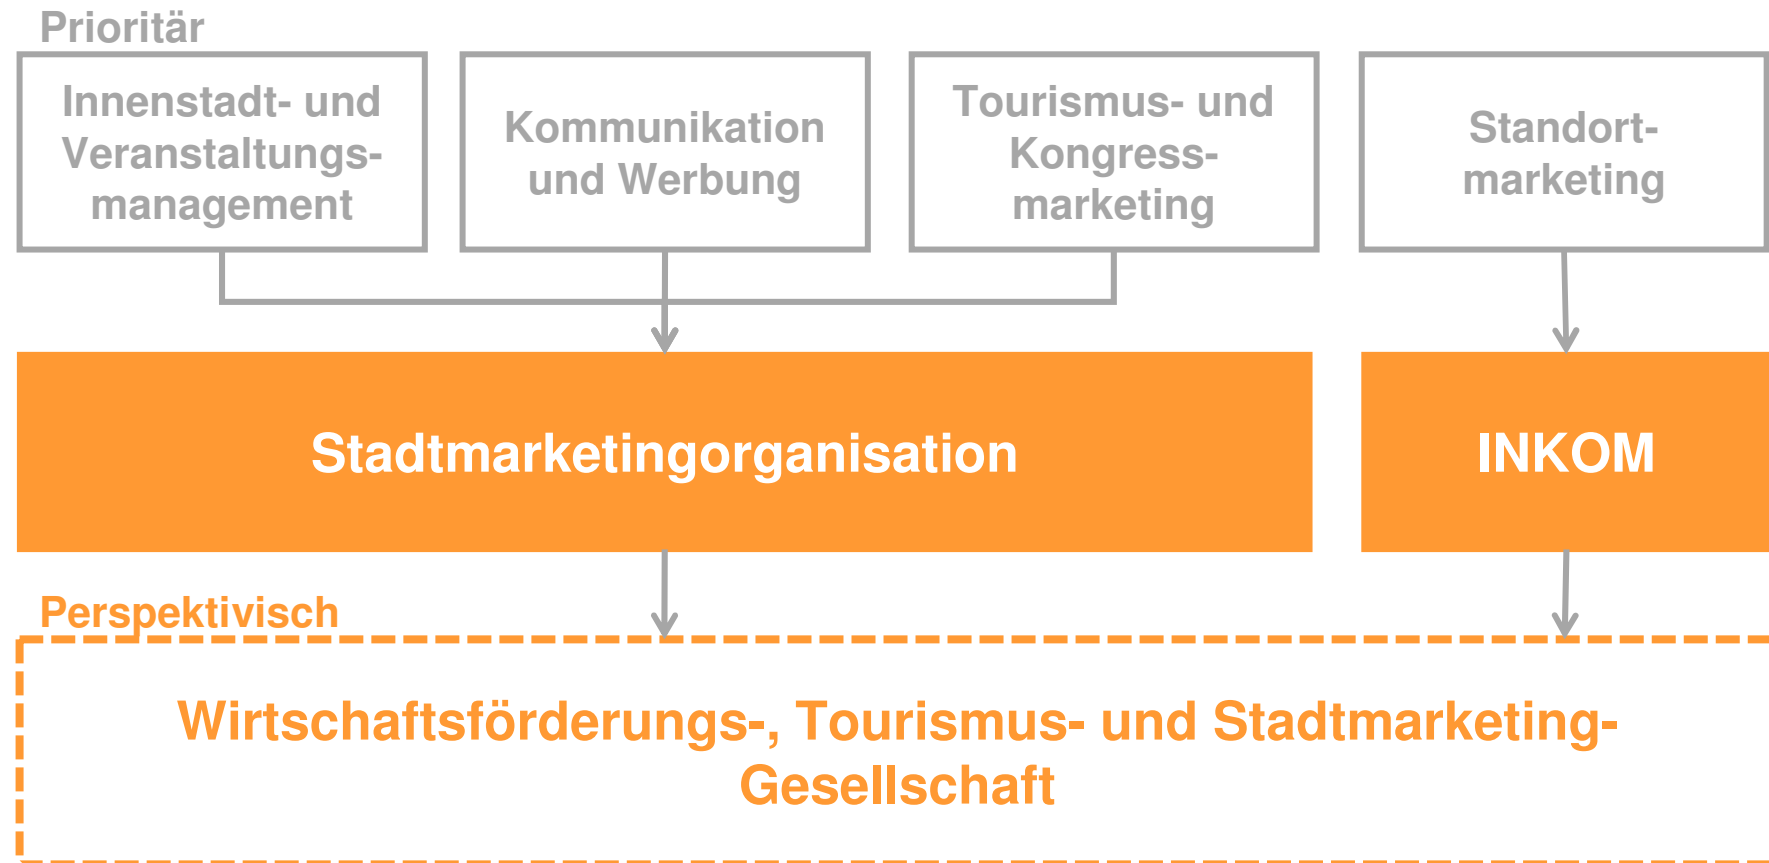 Prioritär
Innenstadt- und
Veranstaltungs-
management
Kommunikation
und Werbung
Tourismus- und
Kongress-
marketing
Standort-
marketing
Stadtmarketingorganisation
INKOM
Perspektivisch
Wirtschaftsförderungs-, Tourismus- und Stadtmarketing-
Gesellschaft